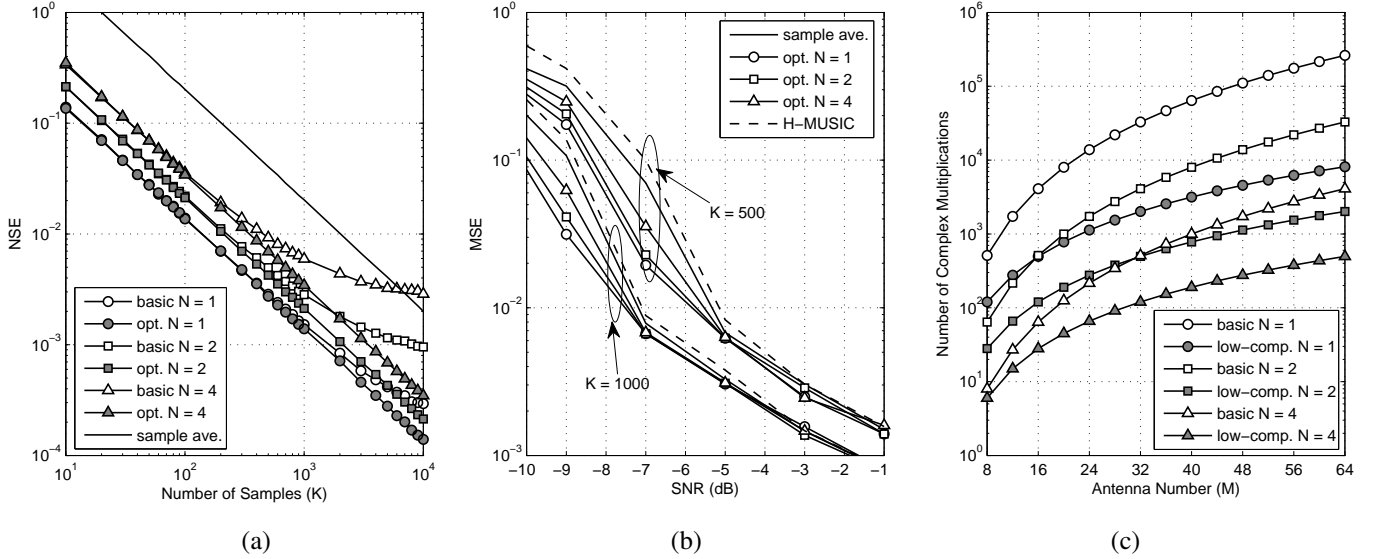 10^0
10^-1
10^-2
10^-3
10^-4
NSE
10^1
10^2
10^3
10^4
Number of Samples (K)
basic N = 1
opt. N = 1
basic N = 2
opt. N = 2
basic N = 4
opt. N = 4
sample ave.
(a)
10^0
10^-1
10^-2
10^-3
MSE
−10 −9 −8 −7 −6 −5 −4 −3 −2 −1
SNR (dB)
sample ave.
opt. N = 1
opt. N = 2
opt. N = 4
H−MUSIC
K = 500
K = 1000
(b)
10^6
10^5
10^4
10^3
10^2
10^1
10^0
Number of Complex Multiplications
8 16 24 32 40 48 56 64
Antenna Number (M)
basic N = 1
low−comp. N = 1
basic N = 2
low−comp. N = 2
basic N = 4
low−comp. N = 4
(c)